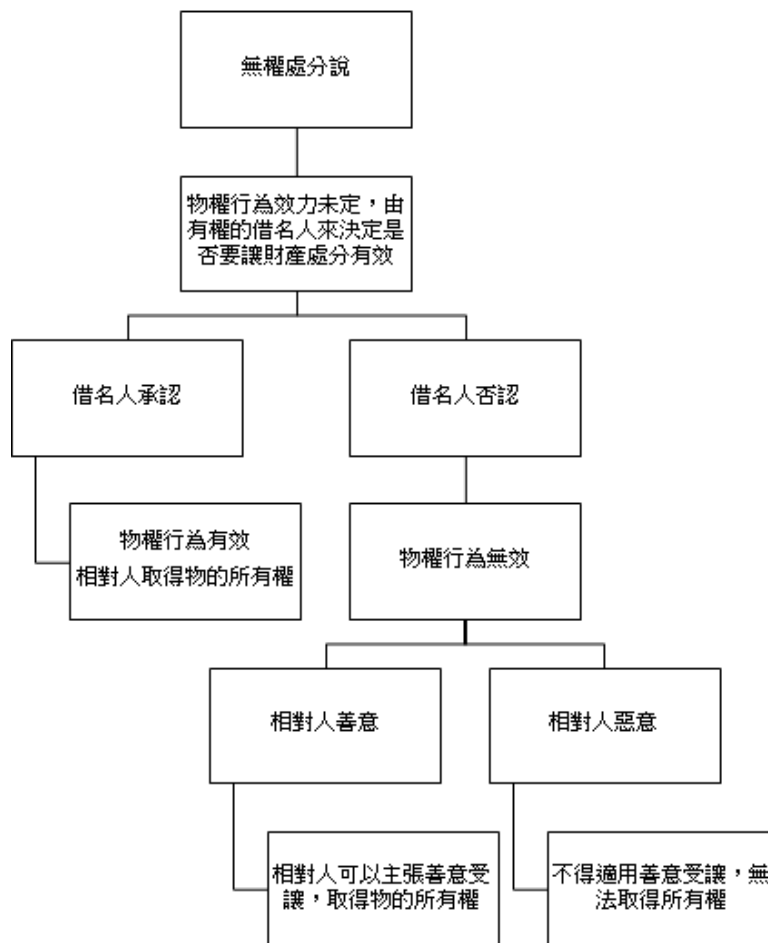 無權處分說
物權行為效力未定，由
有權的借名人來決定是
否要讓財產處分有效
借名人承認
借名人否認
物權行為有效
相對人取得物的所有權
物權行為無效
相對人善意
相對人惡意
相對人可以主張善意受
讓，取得物的所有權
不得適用善意受讓，無
法取得所有權